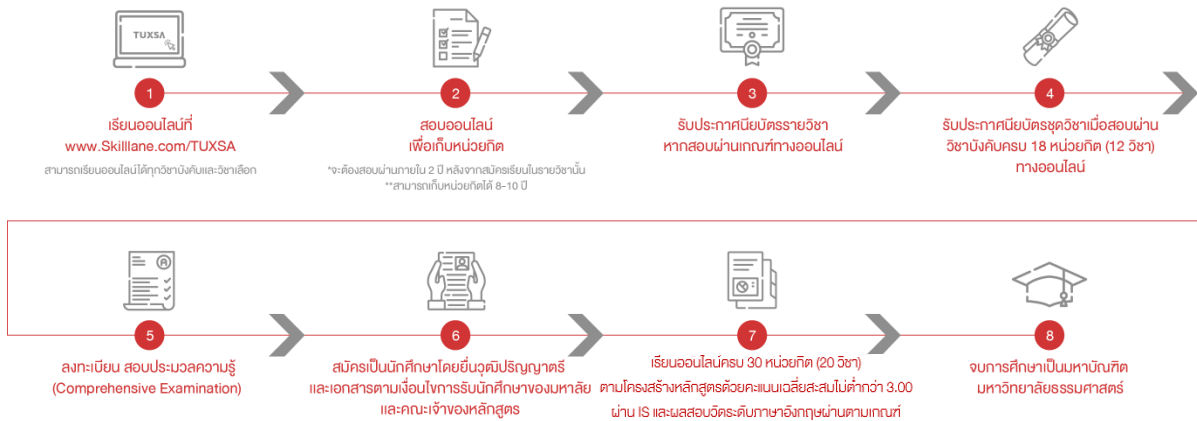 TUXSA
1
เรียนออนไลน์ที่
www.Skilllane.com/TUXSA
สามารถเรียนออนไลน์ได้ทุกวิชาบังคับและวิชาเลือก
2
สอบออนไลน์
เพื่อเก็บหน่วยกิต
*จะต้องสอบผ่านภายใน 2 ปี หลังจากสมัครเรียนในรายวิชานั้น
**สามารถเก็บหน่วยกิตได้ 8-10 ปี
3
รับประกาศนียบัตรรายวิชา
หากสอบผ่านเกณฑ์ทางออนไลน์
4
รับประกาศนียบัตรชุดวิชาเมื่อสอบผ่าน
วิชาบังคับครบ 18 หน่วยกิต (12 วิชา)
ทางออนไลน์
A
5
ลงทะเบียน สอบประมวลความรู้
(Comprehensive Examination)
6
สมัครเป็นนักศึกษาโดยยื่นวุฒิปริญญาตรี
และเอกสารตามเงื่อนไขการรับนักศึกษาของมหาลัย
และคณะเจ้าของหลักสูตร
7
เรียนออนไลน์ครบ 30 หน่วยกิต (20 วิชา)
ตามโครงสร้างหลักสูตรด้วยคะแนนเฉลี่ยสะสมไม่ต่ำกว่า 3.00
ผ่าน IS และผลสอบวัดระดับภาษาอังกฤษผ่านตามเกณฑ์
8
จบการศึกษาเป็นมหาบัณฑิต
มหาวิทยาลัยธรรมศาสตร์